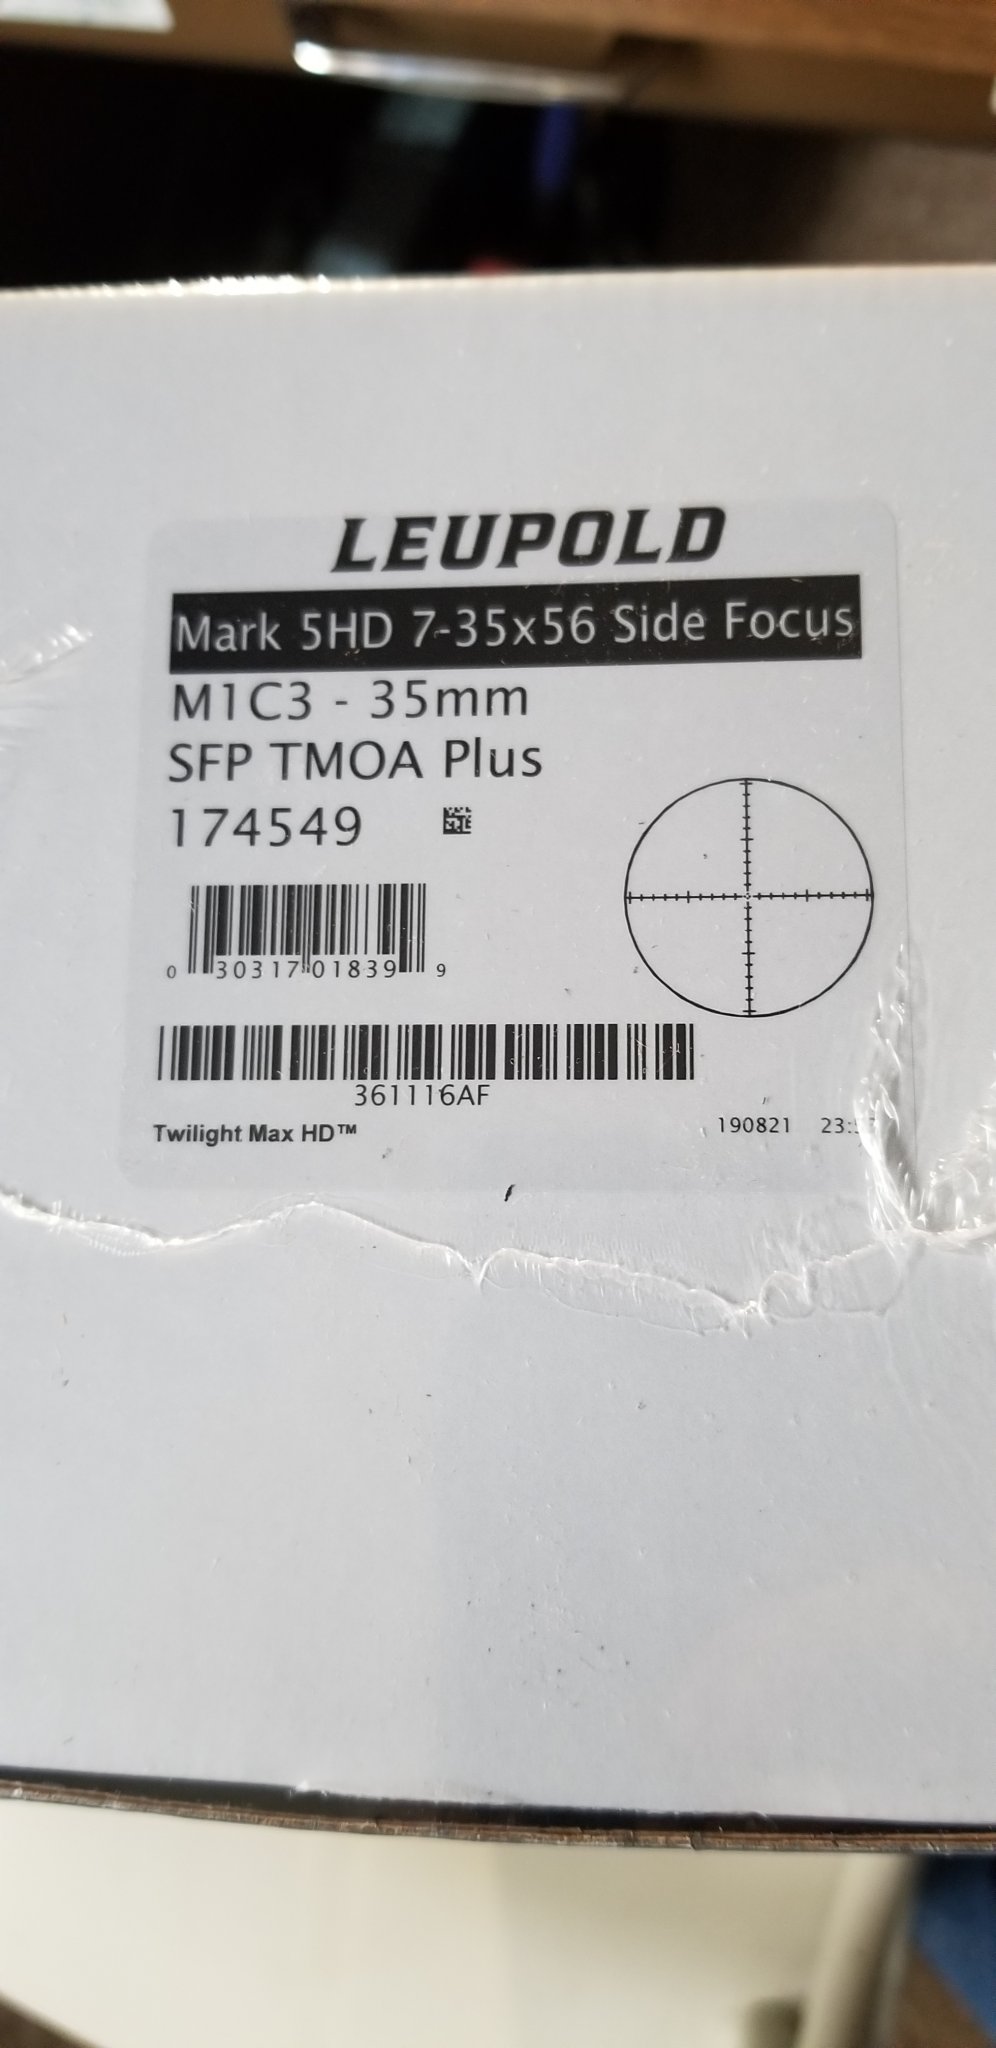 LEUPOLD
Mark 5HD 7-35x56 Side Focus
M1C3 - 35mm
SFP TMOA Plus
174549
0 30317 01839 9
361116AF
Twilight Max HD™
190821